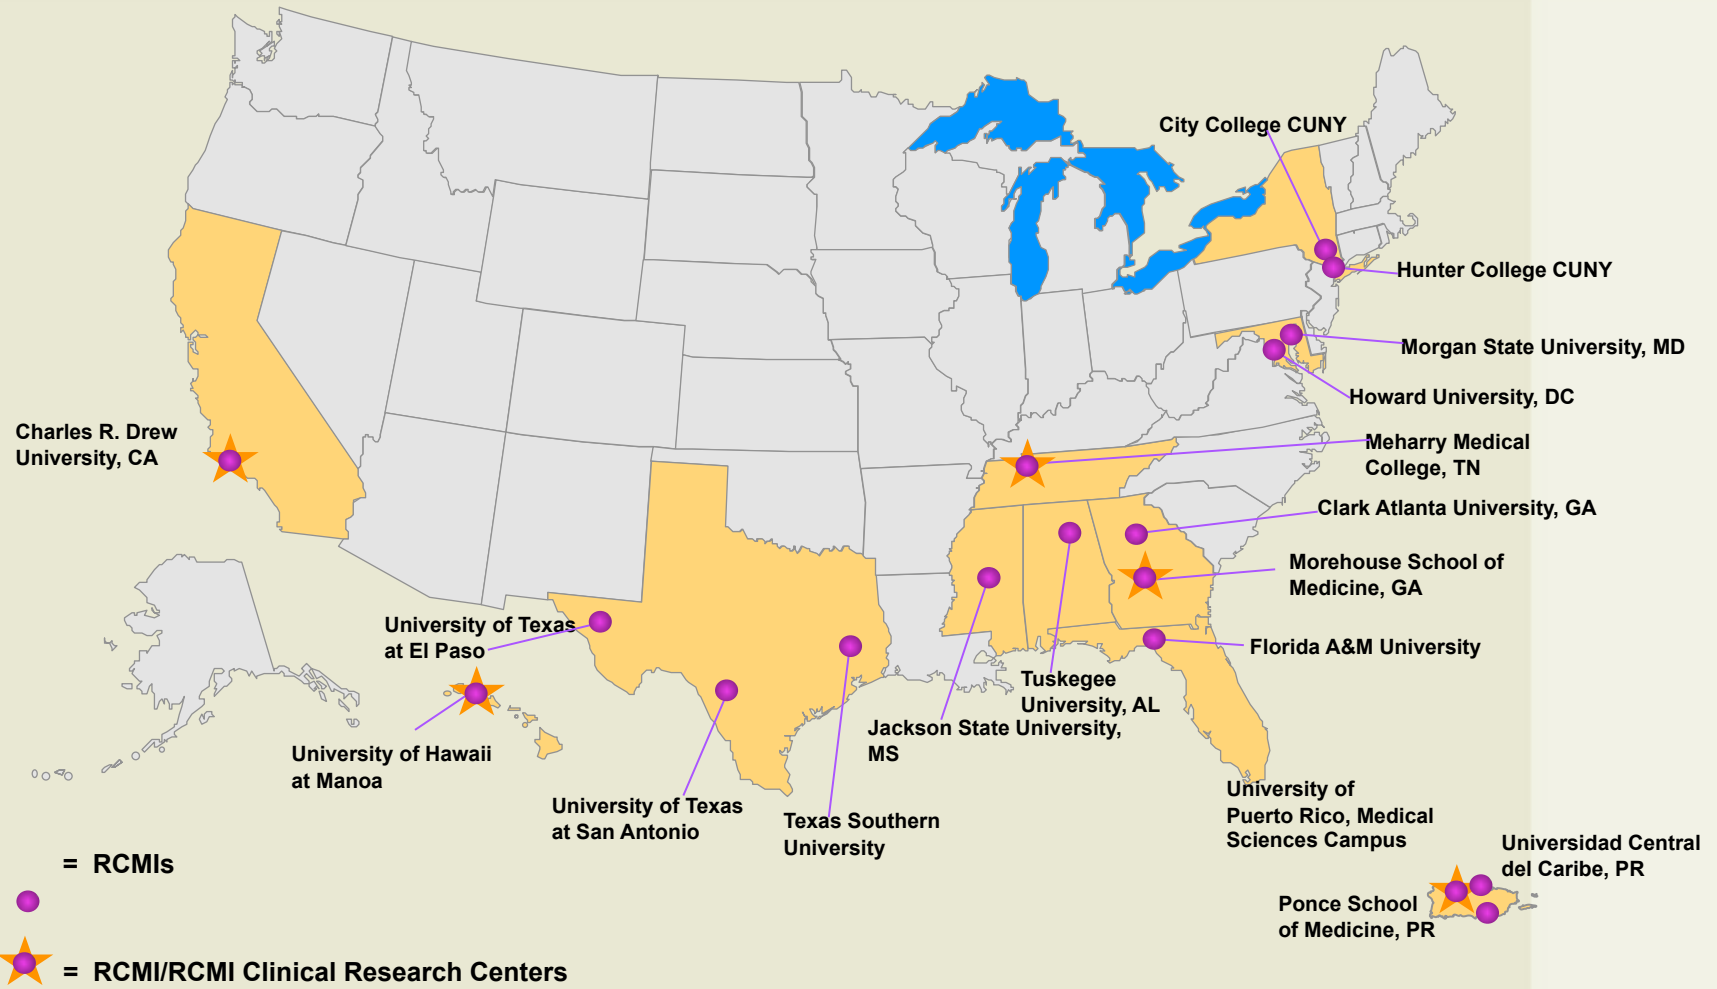 City College CUNY
Hunter College CUNY
Morgan State University, MD
Howard University, DC
Charles R. Drew
University, CA
Meharry Medical
College, TN
Clark Atlanta University, GA
Morehouse School of
Medicine, GA
University of Texas
at El Paso
Florida A&M University
Tuskegee
University, AL
Jackson State University,
MS
University of Hawaii
at Manoa
University of Texas
at San Antonio
Texas Southern
University
University of
Puerto Rico, Medical
Sciences Campus
Universidad Central
del Caribe, PR
Ponce School
of Medicine, PR
= RCMIs
= RCMI/RCMI Clinical Research Centers